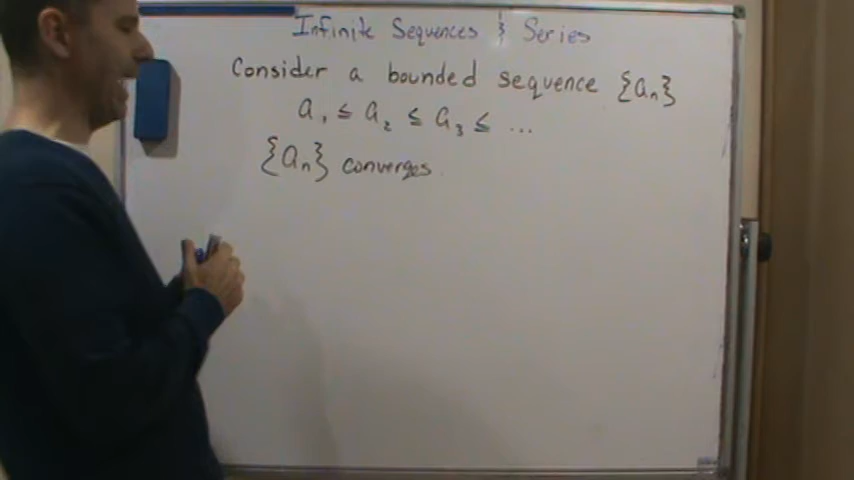 Infinite Sequences & Series
Consider a bounded sequence {aₙ}
a₁ ≤ a₂ ≤ a₃ ≤ ...
{aₙ} converges